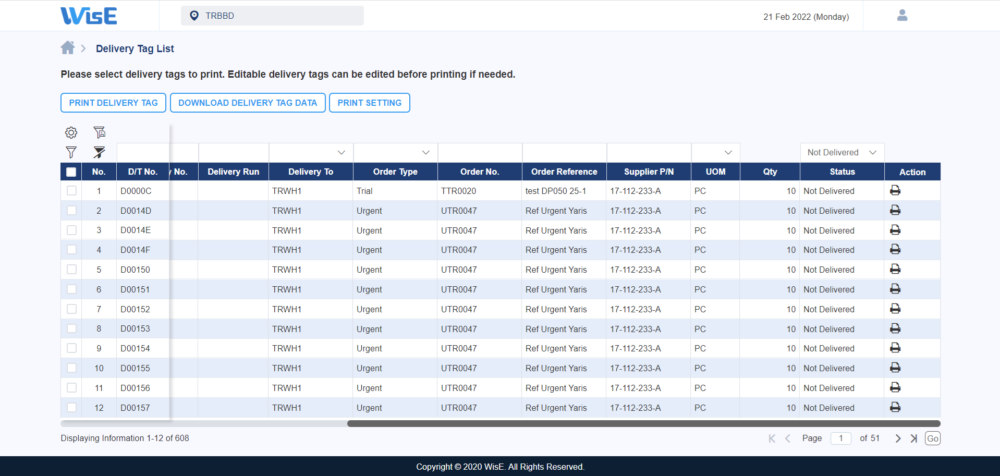 WisE
TRBBD
21 Feb 2022 (Monday)
Delivery Tag List
Please select delivery tags to print. Editable delivery tags can be edited before printing if needed.
PRINT DELIVERY TAG DOWNLOAD DELIVERY TAG DATA PRINT SETTING
Not Delivered
No. D/T No. y No. Delivery Run Delivery To Order Type Order No. Order Reference Supplier P/N UOM Qty Status Action
1 D0000C TRWH1 Trial TTR0020 test DP050 25-1 17-112-233-A PC 10 Not Delivered
2 D0014D TRWH1 Urgent UTR0047 Ref Urgent Yaris 17-112-233-A PC 10 Not Delivered
3 D0014E TRWH1 Urgent UTR0047 Ref Urgent Yaris 17-112-233-A PC 10 Not Delivered
4 D0014F TRWH1 Urgent UTR0047 Ref Urgent Yaris 17-112-233-A PC 10 Not Delivered
5 D00150 TRWH1 Urgent UTR0047 Ref Urgent Yaris 17-112-233-A PC 10 Not Delivered
6 D00151 TRWH1 Urgent UTR0047 Ref Urgent Yaris 17-112-233-A PC 10 Not Delivered
7 D00152 TRWH1 Urgent UTR0047 Ref Urgent Yaris 17-112-233-A PC 10 Not Delivered
8 D00153 TRWH1 Urgent UTR0047 Ref Urgent Yaris 17-112-233-A PC 10 Not Delivered
9 D00154 TRWH1 Urgent UTR0047 Ref Urgent Yaris 17-112-233-A PC 10 Not Delivered
10 D00155 TRWH1 Urgent UTR0047 Ref Urgent Yaris 17-112-233-A PC 10 Not Delivered
11 D00156 TRWH1 Urgent UTR0047 Ref Urgent Yaris 17-112-233-A PC 10 Not Delivered
12 D00157 TRWH1 Urgent UTR0047 Ref Urgent Yaris 17-112-233-A PC 10 Not Delivered
Displaying Information 1-12 of 608
Page 1 of 51 Go
Copyright © 2020 WisE. All Rights Reserved.